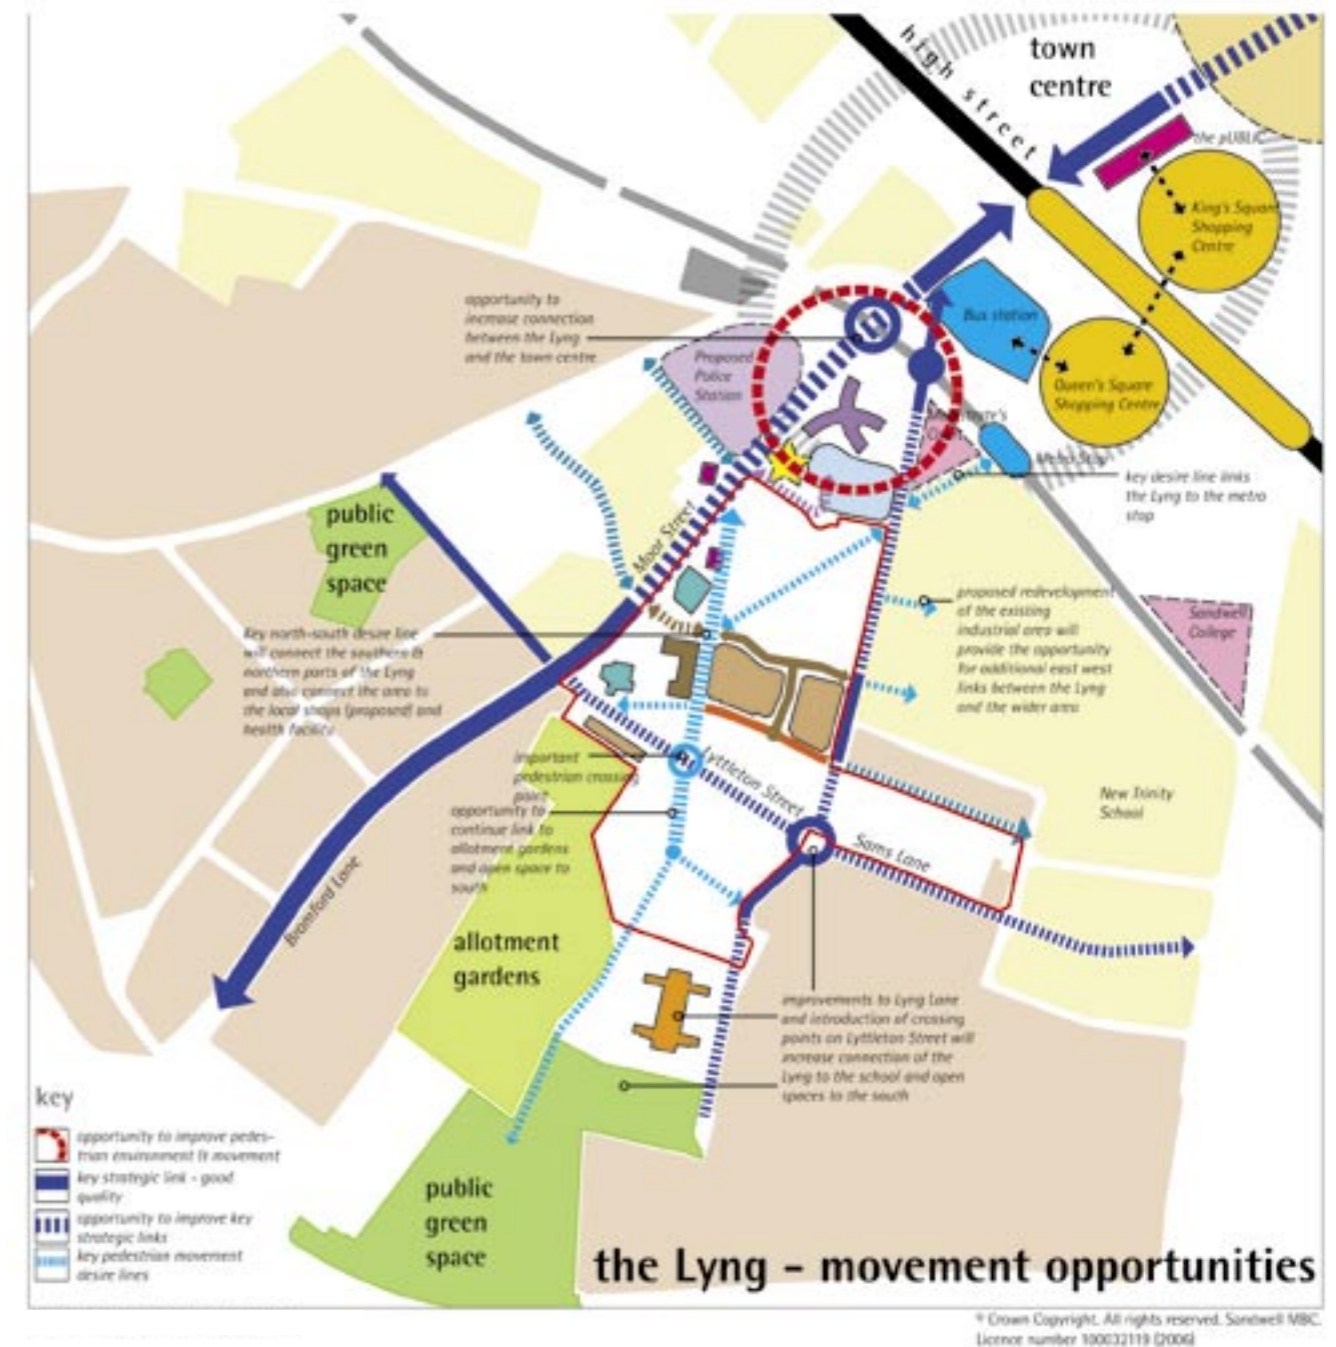 high street
town
centre
the pUBLIC
King's Square
Shopping
Centre
opportunity to
increase connection
between the Lyng
and the town centre
Bus station
Proposed
Police
Station
Queen's Square
Shopping Centre
Metro Stop
key desire line links
the Lyng to the metro
stop
public
green
space
Moor Street
proposed redevelopment
of the existing
industrial area will
provide the opportunity
for additional east west
links between the Lyng
and the wider area
Sandwell
College
Key north-south desire line
will connect the southern &
northern parts of the Lyng
and also connect the area to
the local shops (proposed) and
health facility
important
pedestrian crossing
point
Lyttleton Street
opportunity to
continue link to
allotment gardens
and open space to
south
New Trinity
School
Sams Lane
Bromford Lane
allotment
gardens
improvements to Lyng Lane
and introduction of crossing
points on Lyttleton Street will
increase connection of the
Lyng to the school and open
spaces to the south
key
opportunity to improve pedes-
trian environment & movement
key strategic link - good
quality
opportunity to improve key
strategic links
key pedestrian movement
desire lines
public
green
space
the Lyng - movement opportunities
© Crown Copyright. All rights reserved. Sandwell MBC.
Licence number 100032119 (2006)